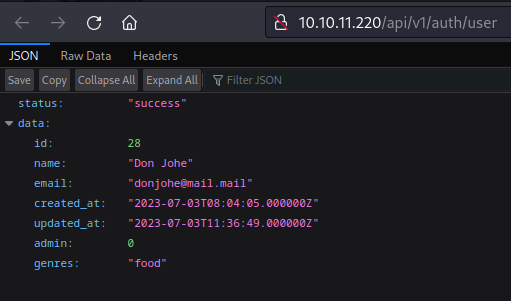 10.10.11.220/api/v1/auth/user
JSON Raw Data Headers
Save Copy Collapse All Expand All Filter JSON
status: "success"
data:
id: 28
name: "Don Johe"
email: "donjohe@mail.mail"
created_at: "2023-07-03T08:04:05.000000Z"
updated_at: "2023-07-03T11:36:49.000000Z"
admin: 0
genres: "food"